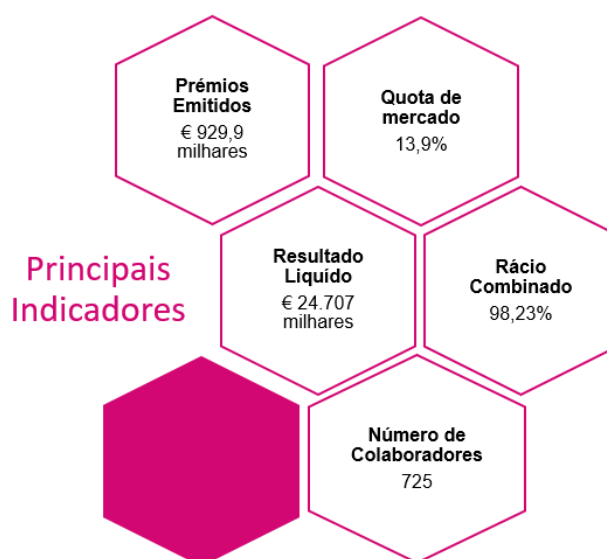 Prémios
Emitidos
€ 929,9
milhares
Quota de
mercado
13,9%
Principais
Indicadores
Resultado
Liquído
€ 24.707
milhares
Rácio
Combinado
98,23%
Número de
Colaboradores
725